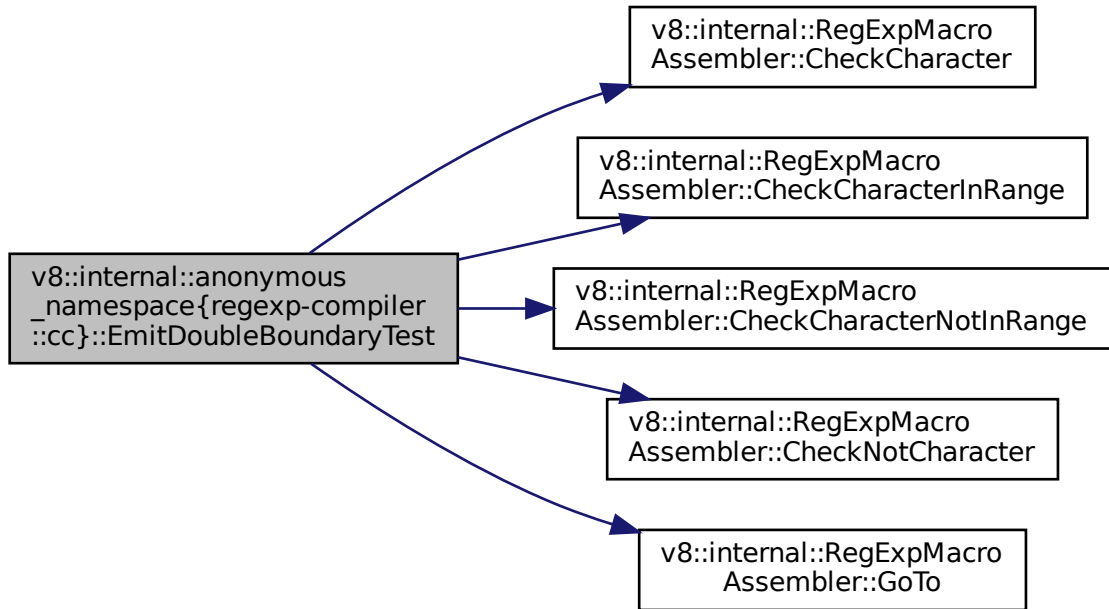 v8::internal::RegExpMacro
Assembler::CheckCharacter
v8::internal::RegExpMacro
Assembler::CheckCharacterInRange
v8::internal::anonymous
_namespace{regexp-compiler
::cc}::EmitDoubleBoundaryTest
v8::internal::RegExpMacro
Assembler::CheckCharacterNotInRange
v8::internal::RegExpMacro
Assembler::CheckNotCharacter
v8::internal::RegExpMacro
Assembler::GoTo